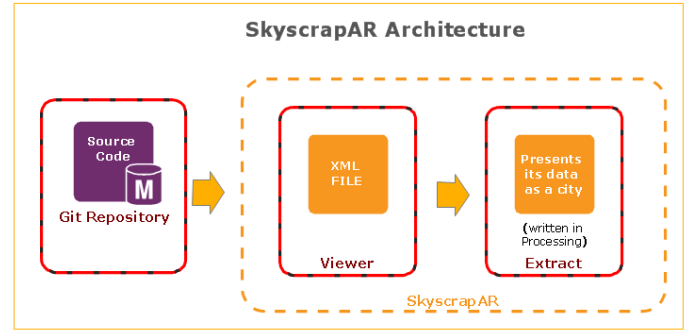 SkyscrapAR Architecture
Source
Code
M
Git Repository
XML
FILE
Viewer
Presents
its data
as a city
(written in
Processing)
Extract
SkyscrapAR